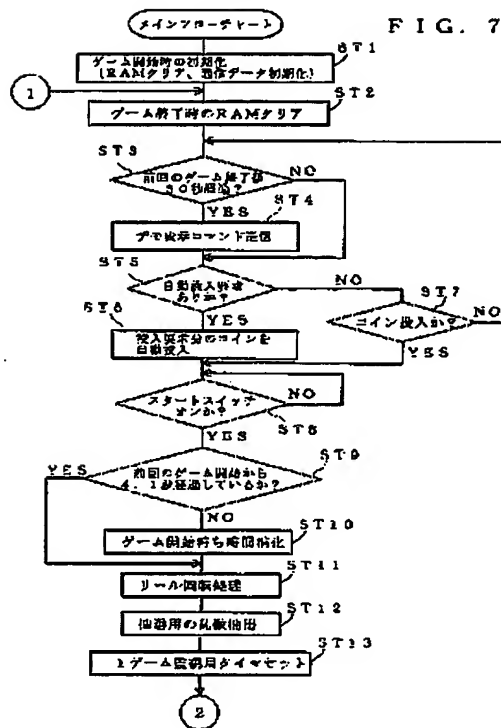 FIG. 7
メインフローチャート
ゲーム開始時の初期化
(RAMクリア、通信データ初期化)
ST1
1
ゲーム終了時のRAMクリア
ST2
ST3
前回のゲーム終了後
30秒経過?
NO
YES
ST4
デモ表示コマンド送信
ST5
自動投入要求
ありか?
NO
YES
ST7
コイン投入か?
NO
YES
ST6
投入要求分のコインを
自動投入
スタートスイッチ
オンか?
NO
ST8
YES
ST9
前回のゲーム開始から
4.1秒経過しているか?
YES
NO
ST10
ゲーム開始待ち時間消化
ST11
リール回転処理
ST12
抽選用の乱数抽出
ST13
1ゲーム監視用タイマセット
2